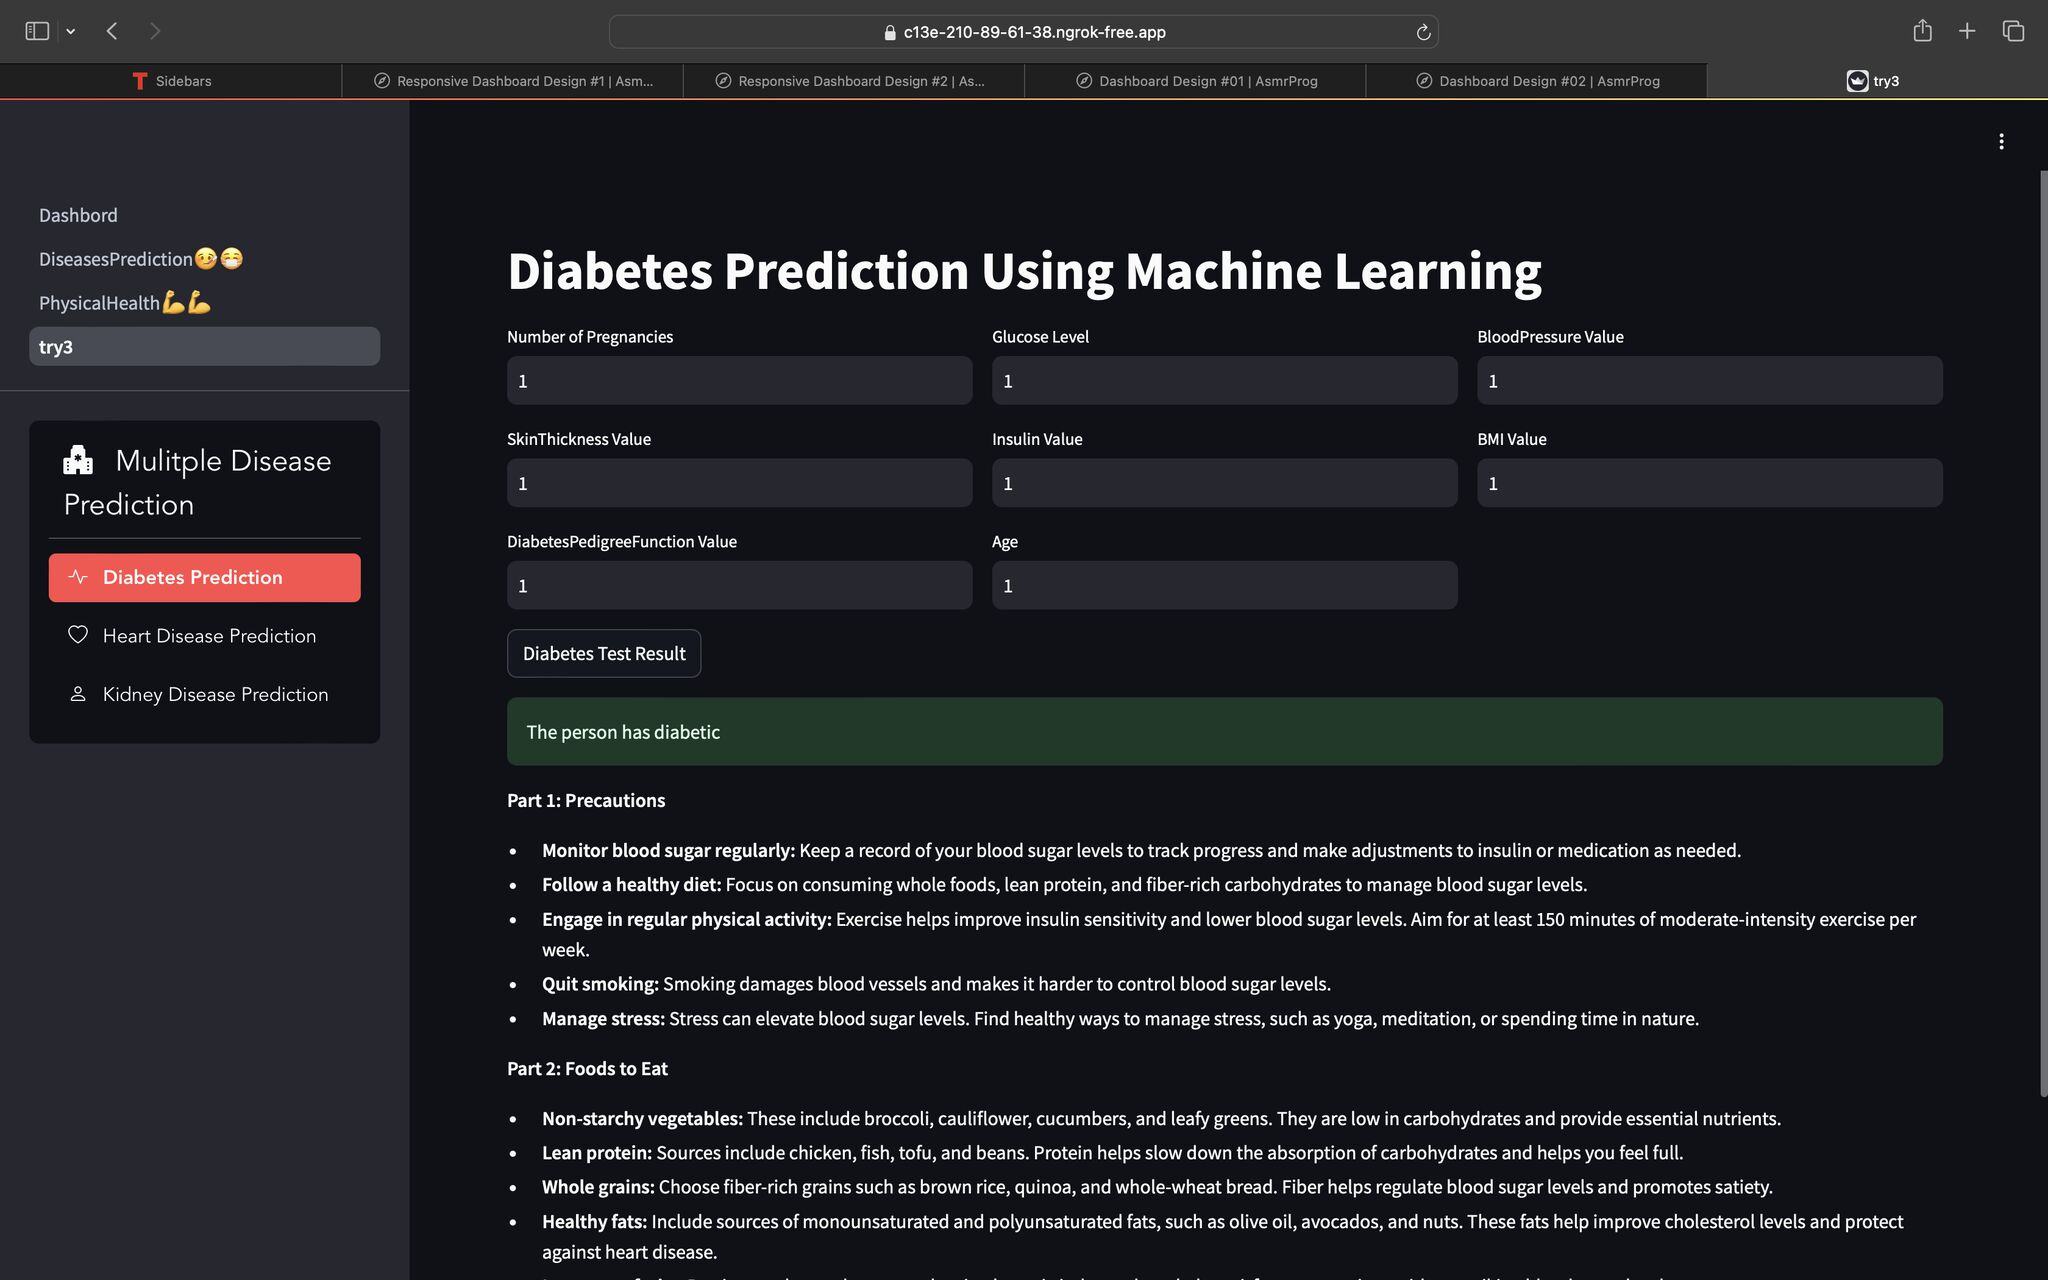 c13e-210-89-61-38.ngrok-free.app
Sidebars
Responsive Dashboard Design #1 | Asm...
Responsive Dashboard Design #2 | As...
Dashboard Design #01 | AsmrProg
Dashboard Design #02 | AsmrProg
try3
Dashbord
DiseasesPrediction🤒😷
PhysicalHealth💪💪
try3
Mulitple Disease
Prediction
Diabetes Prediction
Heart Disease Prediction
Kidney Disease Prediction
Diabetes Prediction Using Machine Learning
Number of Pregnancies
Glucose Level
BloodPressure Value
1
1
1
SkinThickness Value
Insulin Value
BMI Value
1
1
1
DiabetesPedigreeFunction Value
Age
1
1
Diabetes Test Result
The person has diabetic
Part 1: Precautions
• Monitor blood sugar regularly: Keep a record of your blood sugar levels to track progress and make adjustments to insulin or medication as needed.
• Follow a healthy diet: Focus on consuming whole foods, lean protein, and fiber-rich carbohydrates to manage blood sugar levels.
• Engage in regular physical activity: Exercise helps improve insulin sensitivity and lower blood sugar levels. Aim for at least 150 minutes of moderate-intensity exercise per
week.
• Quit smoking: Smoking damages blood vessels and makes it harder to control blood sugar levels.
• Manage stress: Stress can elevate blood sugar levels. Find healthy ways to manage stress, such as yoga, meditation, or spending time in nature.
Part 2: Foods to Eat
• Non-starchy vegetables: These include broccoli, cauliflower, cucumbers, and leafy greens. They are low in carbohydrates and provide essential nutrients.
• Lean protein: Sources include chicken, fish, tofu, and beans. Protein helps slow down the absorption of carbohydrates and helps you feel full.
• Whole grains: Choose fiber-rich grains such as brown rice, quinoa, and whole-wheat bread. Fiber helps regulate blood sugar levels and promotes satiety.
• Healthy fats: Include sources of monounsaturated and polyunsaturated fats, such as olive oil, avocados, and nuts. These fats help improve cholesterol levels and protect
against heart disease.